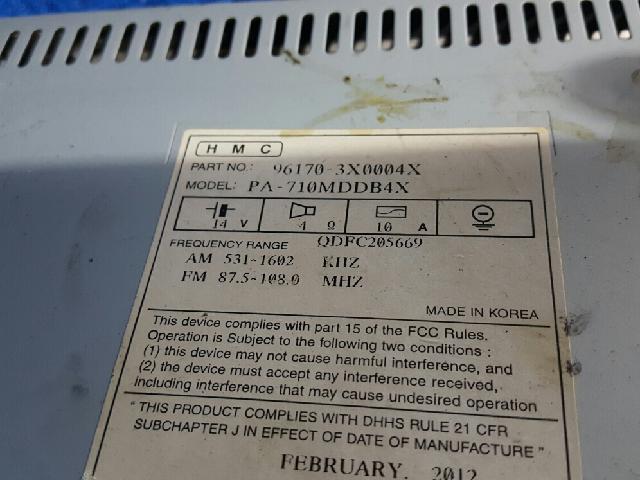 HMC
PART NO.: 96170-3X0004X
MODEL: PA-710MDDB4X
14 V 4 Ω 10 A
QDFC205669
FREQUENCY RANGE
AM 531-1602 KHZ
FM 87.5-108.0 MHZ
MADE IN KOREA
This device complies with part 15 of the FCC Rules.
Operation is Subject to the following two conditions :
(1) this device may not cause harmful interference, and
(2) the device must accept any interference received,
including interference that may cause undesired operation
"THIS PRODUCT COMPLIES WITH DHHS RULE 21 CFR
SUBCHAPTER J IN EFFECT OF DATE OF MANUFACTURE"
FEBRUARY. 2012